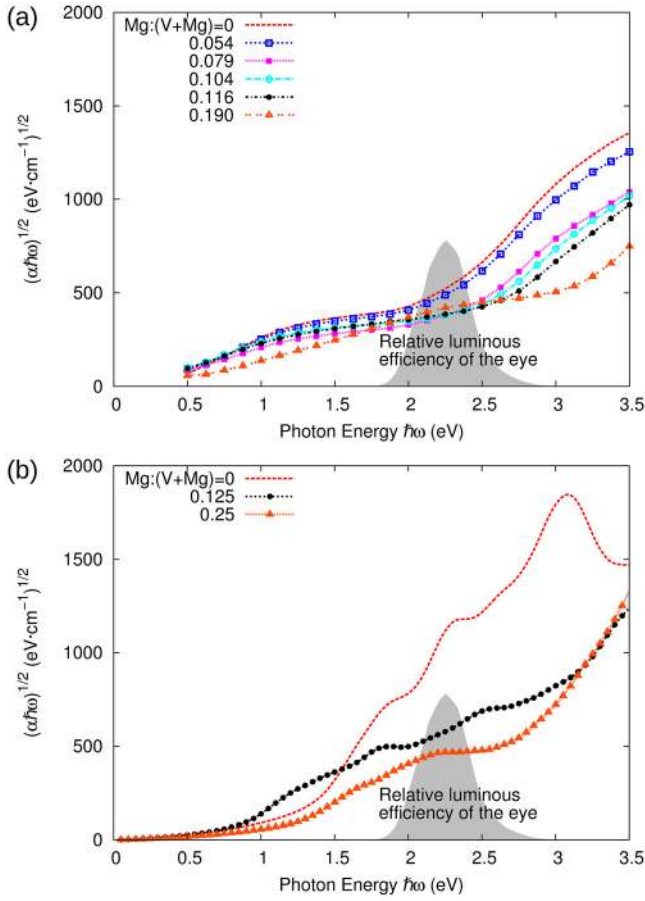 (a)
2000
1500
1000
500
0
(αħω)^1/2 (eV·cm⁻¹)^1/2
Mg:(V+Mg)=0
0.054
0.079
0.104
0.116
0.190
Relative luminous
efficiency of the eye
0 0.5 1 1.5 2 2.5 3 3.5
Photon Energy ħω (eV)
(b)
2000
1500
1000
500
0
(αħω)^1/2 (eV·cm⁻¹)^1/2
Mg:(V+Mg)=0
0.125
0.25
Relative luminous
efficiency of the eye
0 0.5 1 1.5 2 2.5 3 3.5
Photon Energy ħω (eV)